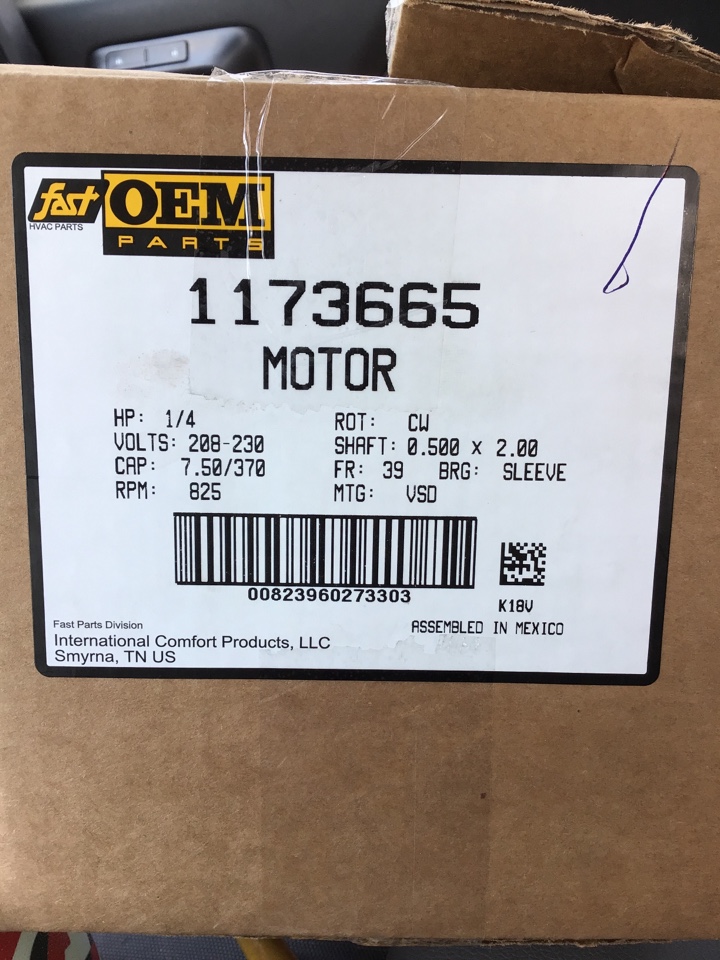 fast OEM
HVAC PARTS
PARTS
1173665
MOTOR
HP: 1/4 ROT: CW
VOLTS: 208-230 SHAFT: 0.500 X 2.00
CAP: 7.50/370 FR: 39 BRG: SLEEVE
RPM: 825 MTG: VSD
00823960273303
K18V
Fast Parts Division
ASSEMBLED IN MEXICO
International Comfort Products, LLC
Smyrna, TN US